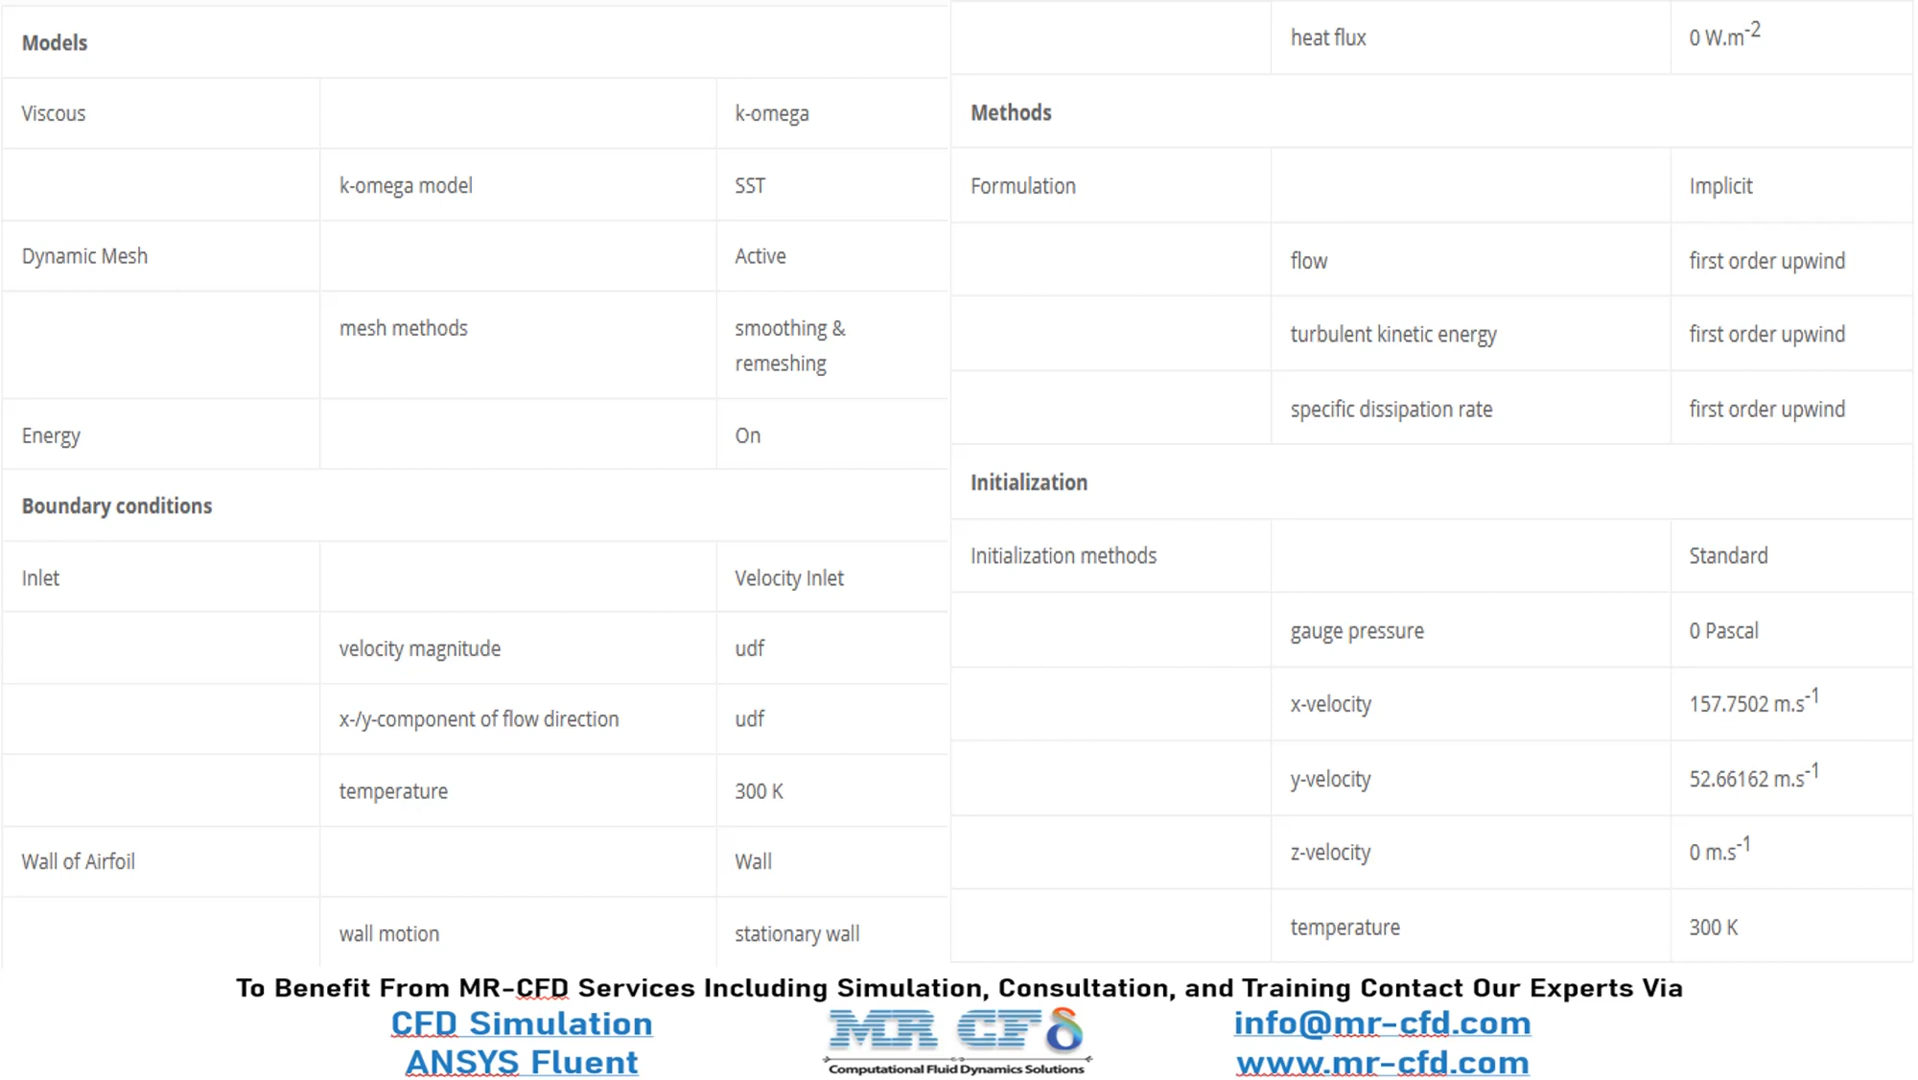 Models
Viscous k-omega
k-omega model SST
Dynamic Mesh Active
mesh methods smoothing &
remeshing
Energy On
Boundary conditions
Inlet Velocity Inlet
velocity magnitude udf
x-/y-component of flow direction udf
temperature 300 K
Wall of Airfoil Wall
wall motion stationary wall
heat flux 0 W.m-2
Methods
Formulation Implicit
flow first order upwind
turbulent kinetic energy first order upwind
specific dissipation rate first order upwind
Initialization
Initialization methods Standard
gauge pressure 0 Pascal
x-velocity 157.7502 m.s-1
y-velocity 52.66162 m.s-1
z-velocity 0 m.s-1
temperature 300 K
To Benefit From MR-CFD Services Including Simulation, Consultation, and Training Contact Our Experts Via
CFD Simulation
ANSYS Fluent
MR CFδ
Computational Fluid Dynamics Solutions
info@mr-cfd.com
www.mr-cfd.com